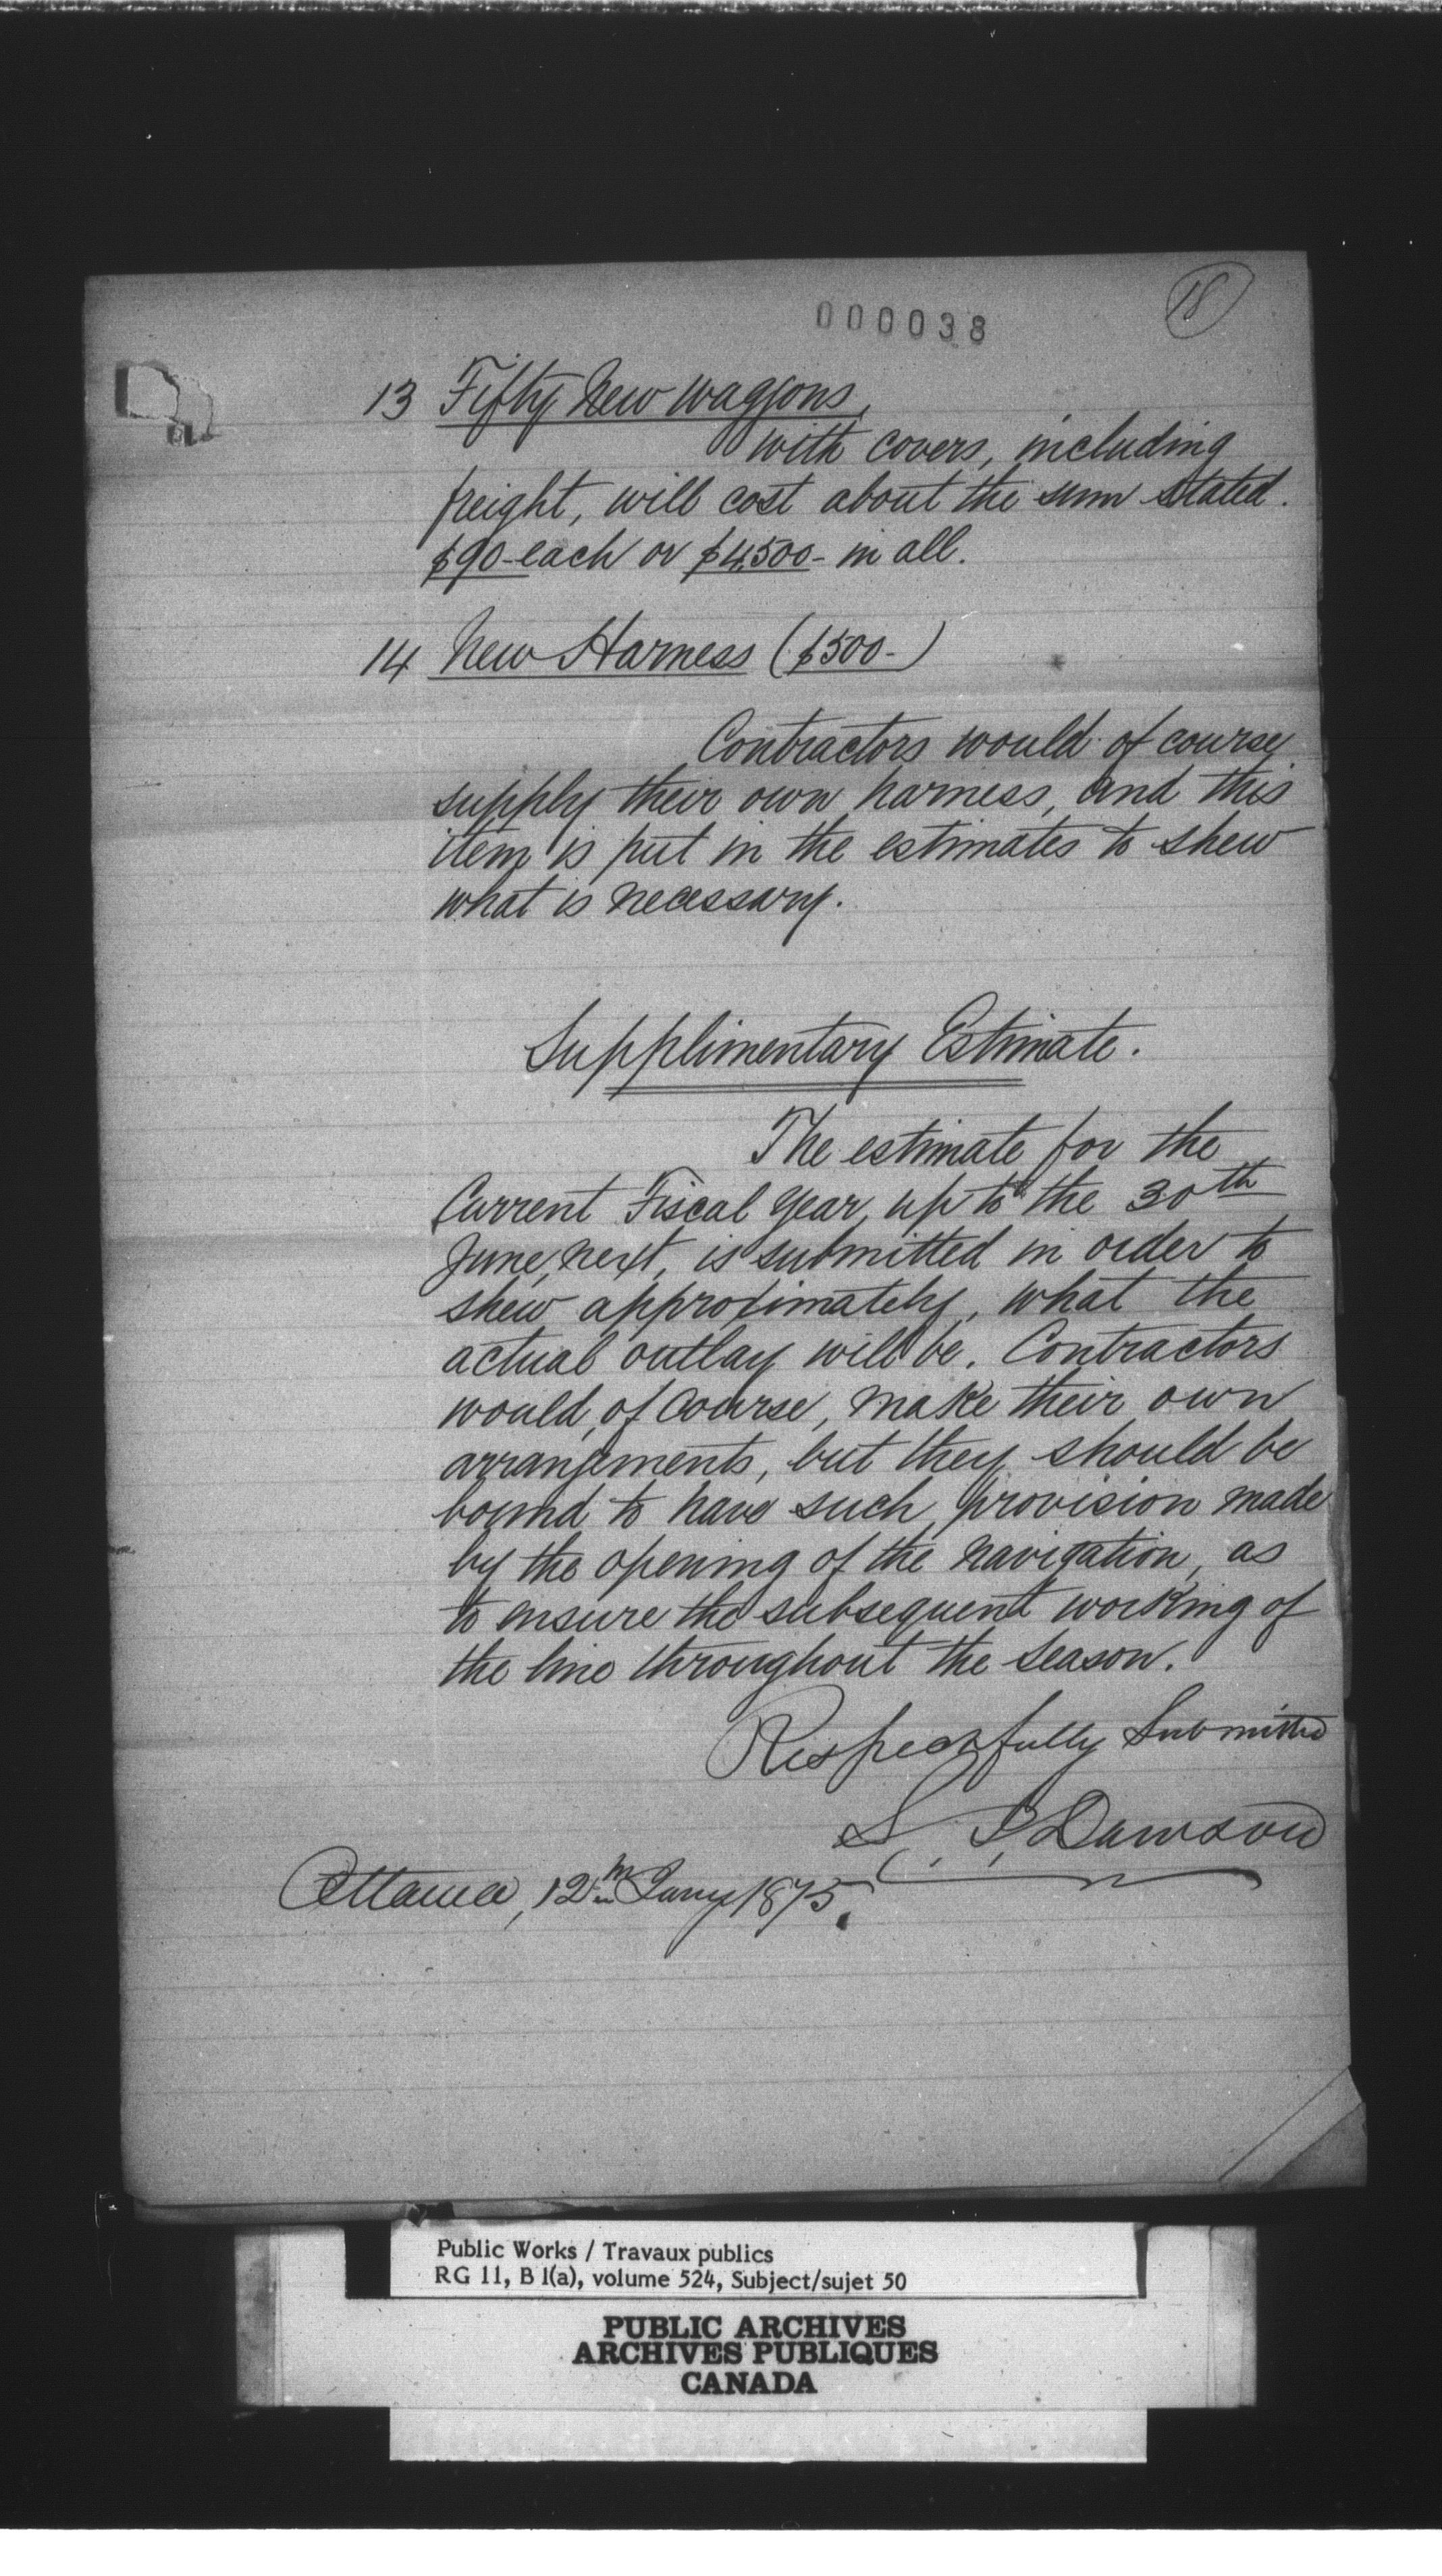 000038
18
13 Fifty New Waggons,
with covers, including
freight, will cost about the sum stated.
$90- each or $4,500- in all.
14 New Harness ($500-)
Contractors would of course
supply their own harness, and this
item is put in the estimates to shew
what is necessary.
Supplimentary Estimate.
The estimate for the
Current Fiscal year, up to the 30th
June, next, is submitted in order to
shew approximately, what the
actual outlay will be. Contractors
would, of course, make their own
arrangements, but they should be
bound to have such provision made
by the opening of the navigation, as
to ensure the subsequent working of
the line throughout the season.
Respectfully Submitted
S. J. Dawson
Ottawa, 12th Jany 1875.
Public Works / Travaux publics
RG 11, B 1(a), volume 524, Subject/sujet 50
PUBLIC ARCHIVES
ARCHIVES PUBLIQUES
CANADA